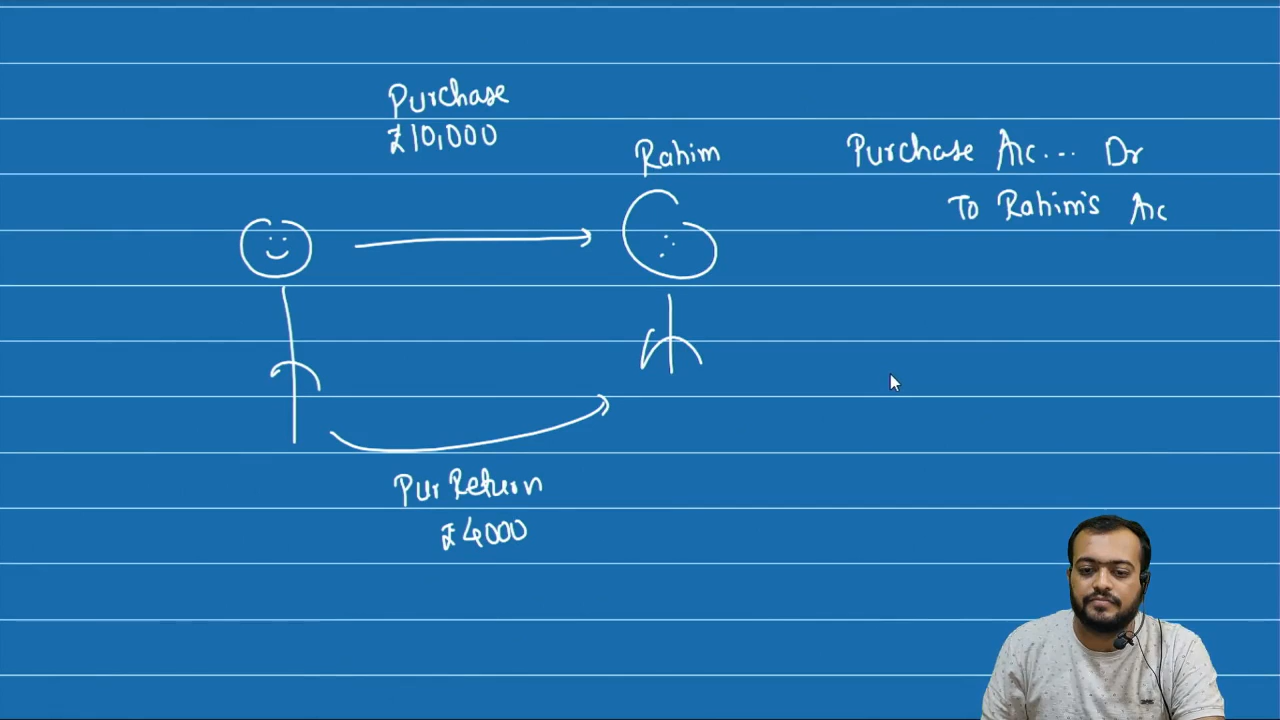 Purchase
₹10,000
Rahim
Purchase A/c... Dr
To Rahim's A/c
Pur Return
₹4000